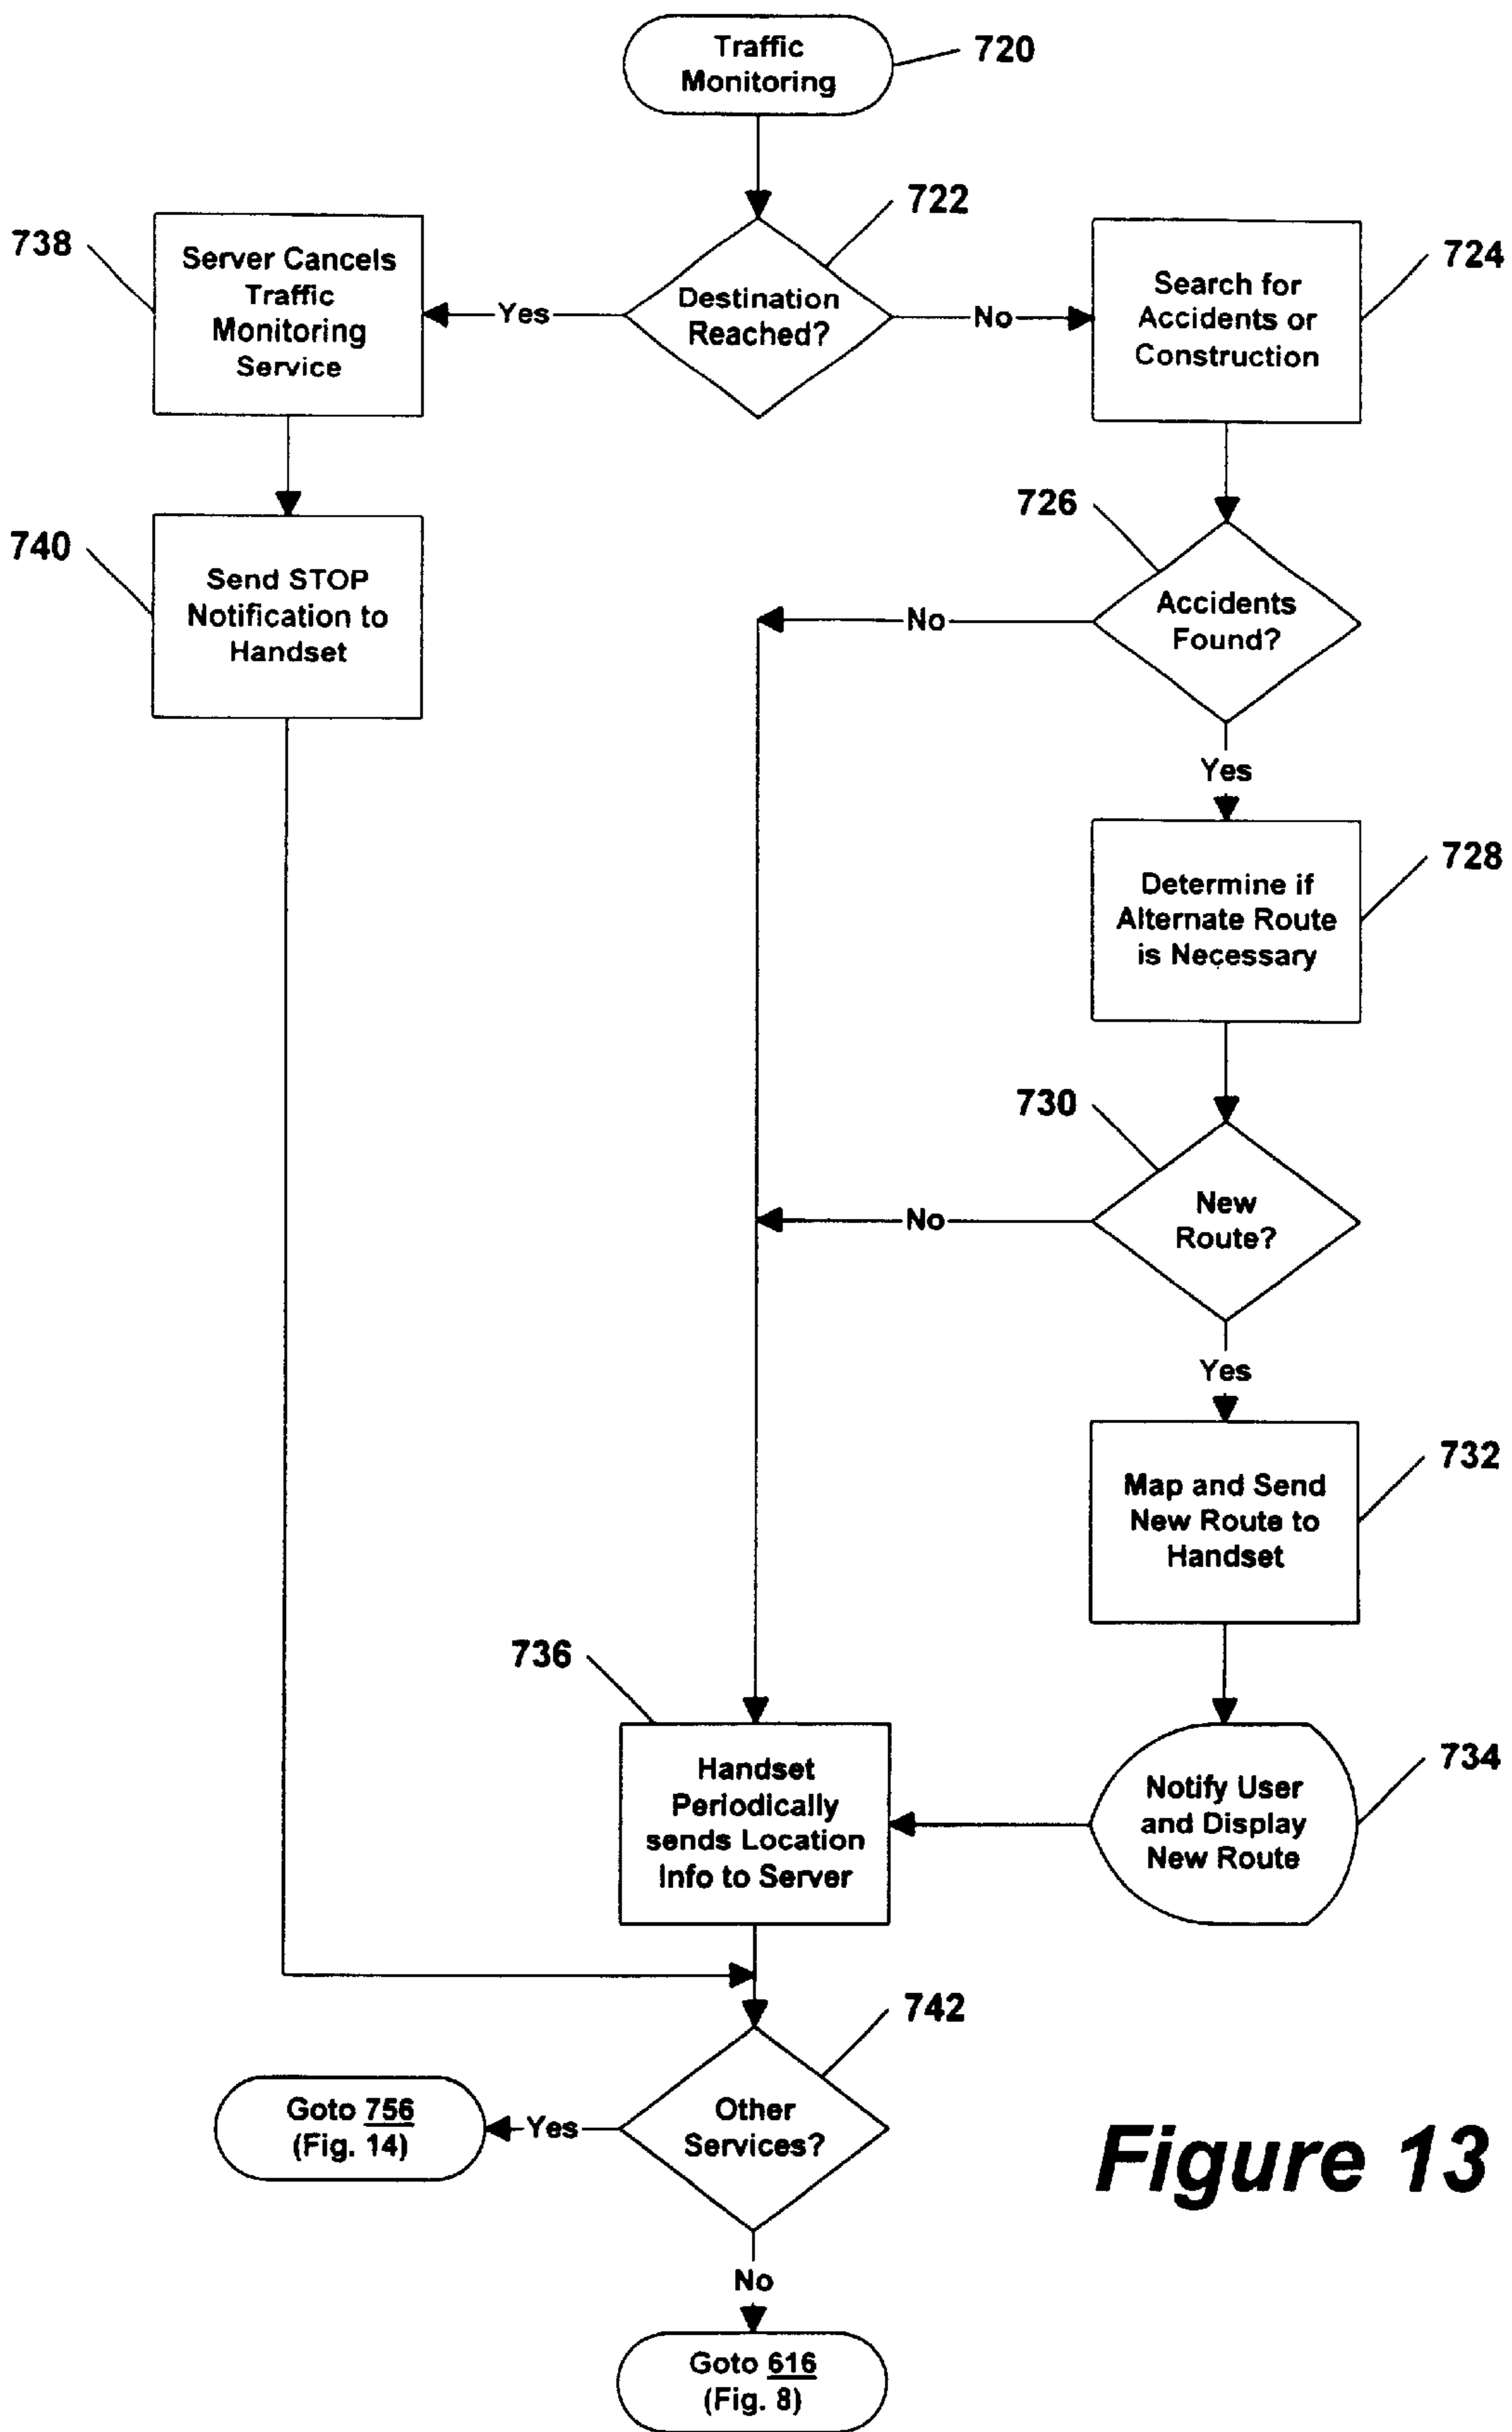 Traffic
Monitoring
720
722
Destination
Reached?
Yes
No
738
Server Cancels
Traffic
Monitoring
Service
724
Search for
Accidents or
Construction
726
Accidents
Found?
No
Yes
740
Send STOP
Notification to
Handset
728
Determine if
Alternate Route
is Necessary
730
New
Route?
No
Yes
732
Map and Send
New Route to
Handset
734
Notify User
and Display
New Route
736
Handset
Periodically
sends Location
Info to Server
742
Other
Services?
Yes
Goto 756
(Fig. 14)
No
Goto 616
(Fig. 8)
Figure 13